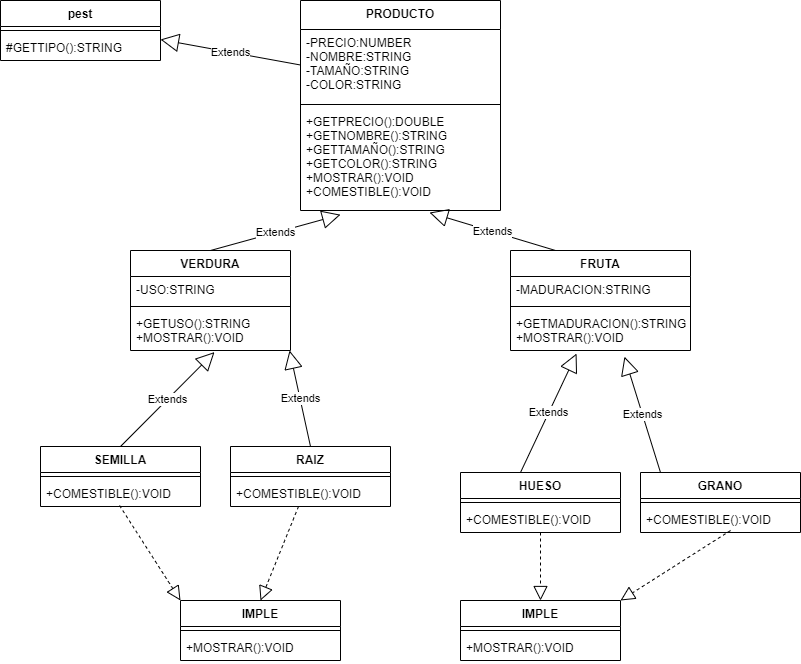 pest
#GETTIPO():STRING
Extends
PRODUCTO
-PRECIO:NUMBER
-NOMBRE:STRING
-TAMAÑO:STRING
-COLOR:STRING
+GETPRECIO():DOUBLE
+GETNOMBRE():STRING
+GETTAMAÑO():STRING
+GETCOLOR():STRING
+MOSTRAR():VOID
+COMESTIBLE():VOID
Extends
Extends
VERDURA
-USO:STRING
+GETUSO():STRING
+MOSTRAR():VOID
FRUTA
-MADURACION:STRING
+GETMADURACION():STRING
+MOSTRAR():VOID
Extends
Extends
Extends
Extends
SEMILLA
+COMESTIBLE():VOID
RAIZ
+COMESTIBLE():VOID
HUESO
+COMESTIBLE():VOID
GRANO
+COMESTIBLE():VOID
IMPLE
+MOSTRAR():VOID
IMPLE
+MOSTRAR():VOID